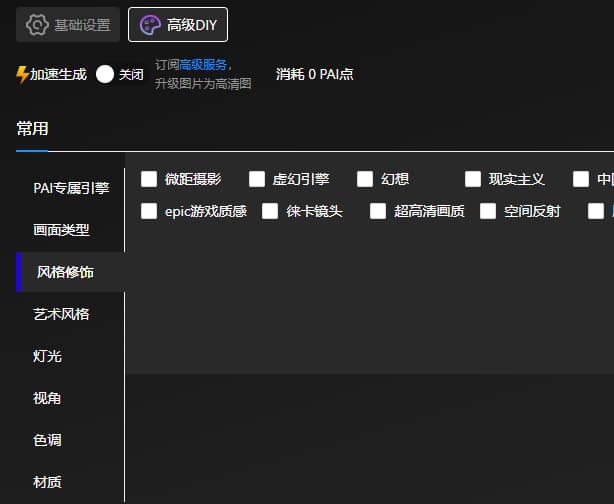 基础设置 高级DIY
加速生成 关闭 订阅高级服务，
升级图片为高清图 消耗 0 PAI点
常用
PAI专属引擎
画面类型
风格修饰
艺术风格
灯光
视角
色调
材质
微距摄影 虚幻引擎 幻想 现实主义 中
epic游戏质感 徕卡镜头 超高清画质 空间反射